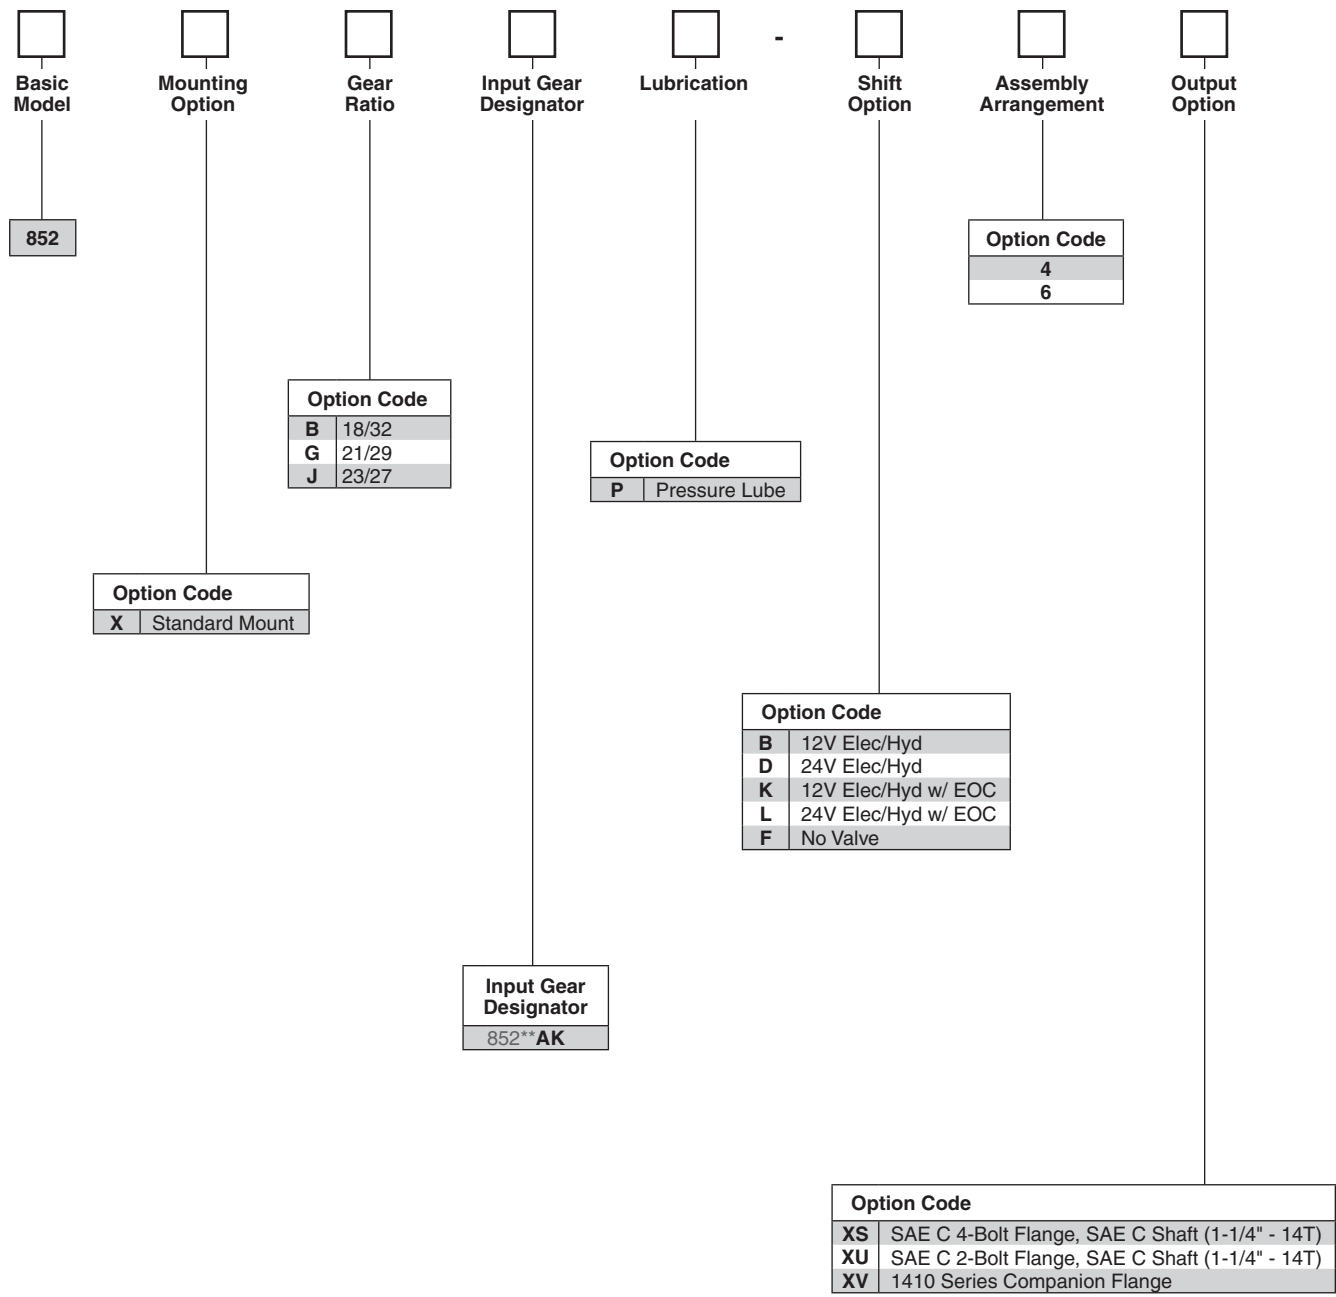 -
Basic Model
Mounting Option
Gear Ratio
Input Gear Designator
Lubrication
Shift Option
Assembly Arrangement
Output Option
852
Option Code
4
6
Option Code
B 18/32
G 21/29
J 23/27
Option Code
P Pressure Lube
Option Code
X Standard Mount
Option Code
B 12V Elec/Hyd
D 24V Elec/Hyd
K 12V Elec/Hyd w/ EOC
L 24V Elec/Hyd w/ EOC
F No Valve
Input Gear
Designator
852**AK
Option Code
XS SAE C 4-Bolt Flange, SAE C Shaft (1-1/4" - 14T)
XU SAE C 2-Bolt Flange, SAE C Shaft (1-1/4" - 14T)
XV 1410 Series Companion Flange